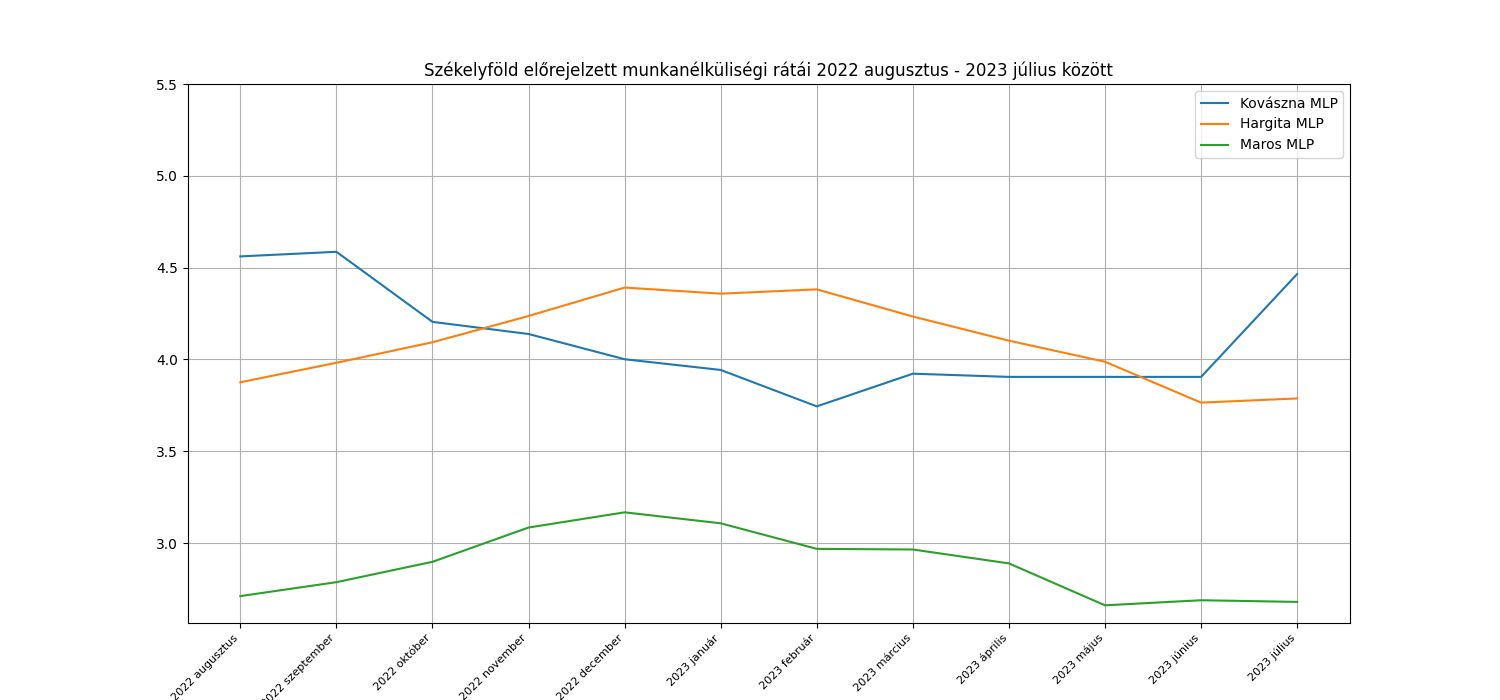 Székelyföld előrejelzett munkanélküliségi rátái 2022 augusztus - 2023 július között
Kovászna MLP
Hargita MLP
Maros MLP
5.5
5.0
4.5
4.0
3.5
3.0
2022 augusztus
2022 szeptember
2022 október
2022 november
2022 december
2023 január
2023 február
2023 március
2023 április
2023 május
2023 június
2023 július